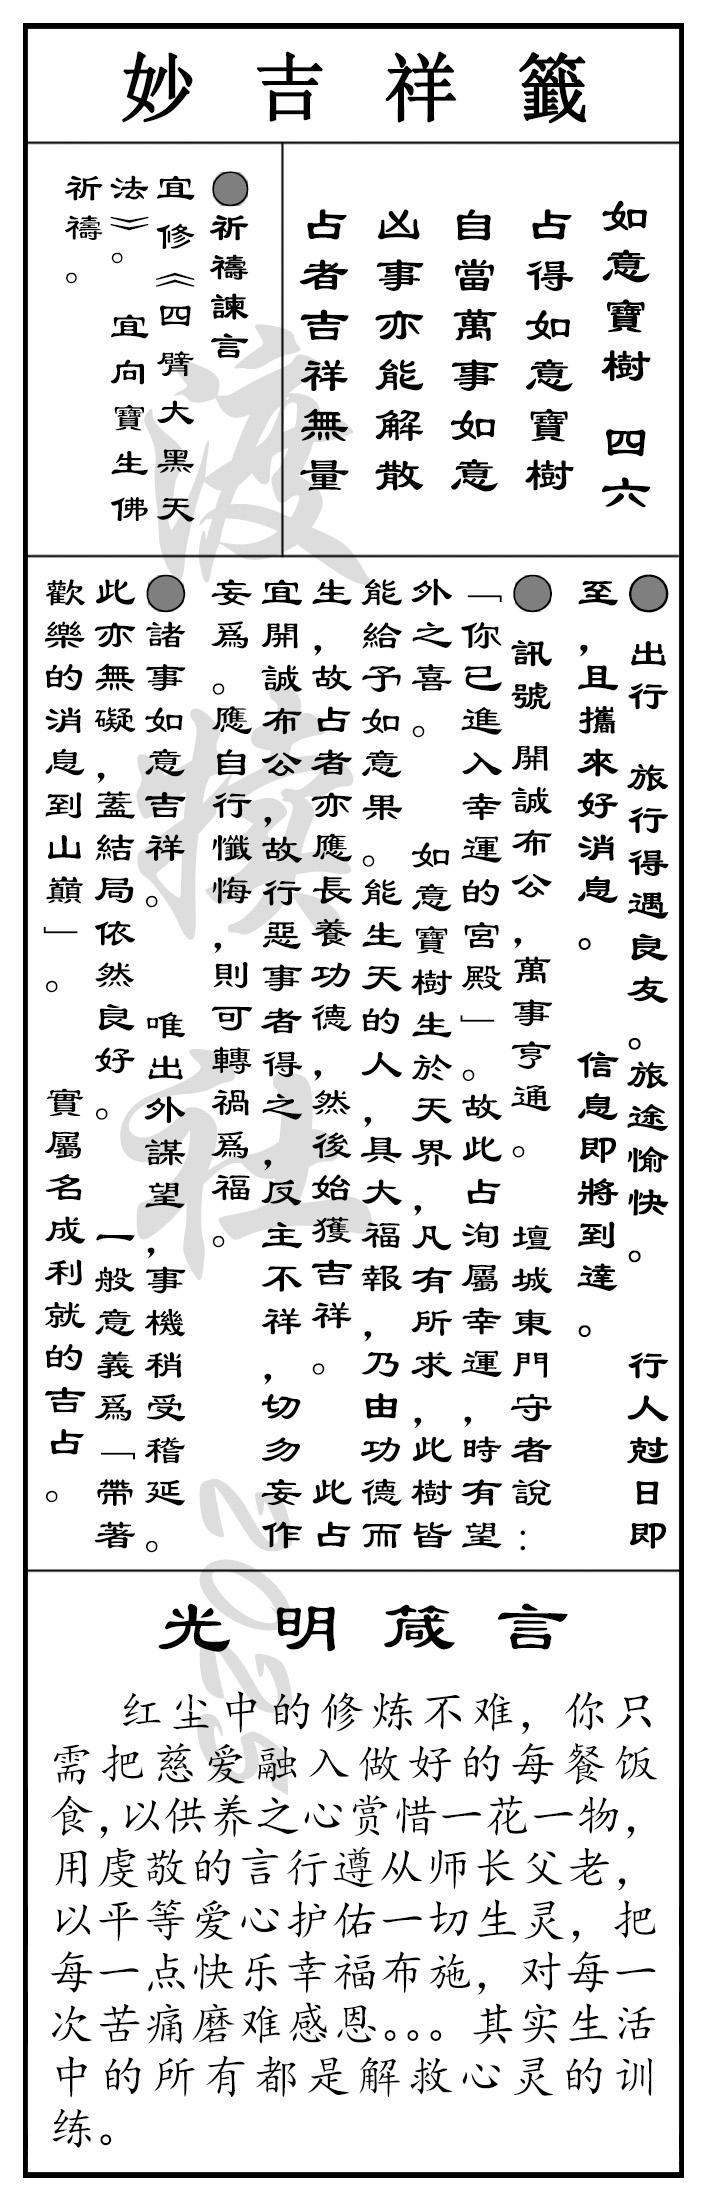 妙吉祥籤
如意寶樹 四六
占得如意寶樹
自當萬事如意
凶事亦能解散
占者吉祥無量
●祈禱諫言
宜修《四臂大黑天
法》。 宜向寶生佛
祈禱。
● 出行 旅行得遇良友。旅途愉快。 行人尅日即
至,且攜來好消息。 信息即將到達。
● 訊號 開誠布公,萬事亨通。 壇城東門守者說:
「你已進入幸運的宮殿」。故此占洵屬幸運,時有望
外之喜。 如意寶樹生於天界,凡有所求,此樹皆
能給予如意果。能生天的人,具大福報,乃由功德而
生,故占者亦應長養功德,然後始獲吉祥。 此占
宜開誠布公,故行惡事者得之,反主不祥,切勿妄作
妄爲。應自行懺悔,則可轉禍爲福。
●諸事如意吉祥。 唯出外謀望,事機稍受稽延。
此亦無礙,蓋結局依然良好。 一般意義爲「帶著
歡樂的消息到山巔」。 實屬名成利就的吉占。
光明箴言
红尘中的修炼不难，你只
需把慈爱融入做好的每餐饭
食，以供养之心赏惜一花一物，
用虔敬的言行遵从师长父老，
以平等爱心护佑一切生灵，把
每一点快乐幸福布施，对每一
次苦痛磨难感恩。。。其实生活
中的所有都是解救心灵的训
练。
渡 社 2025